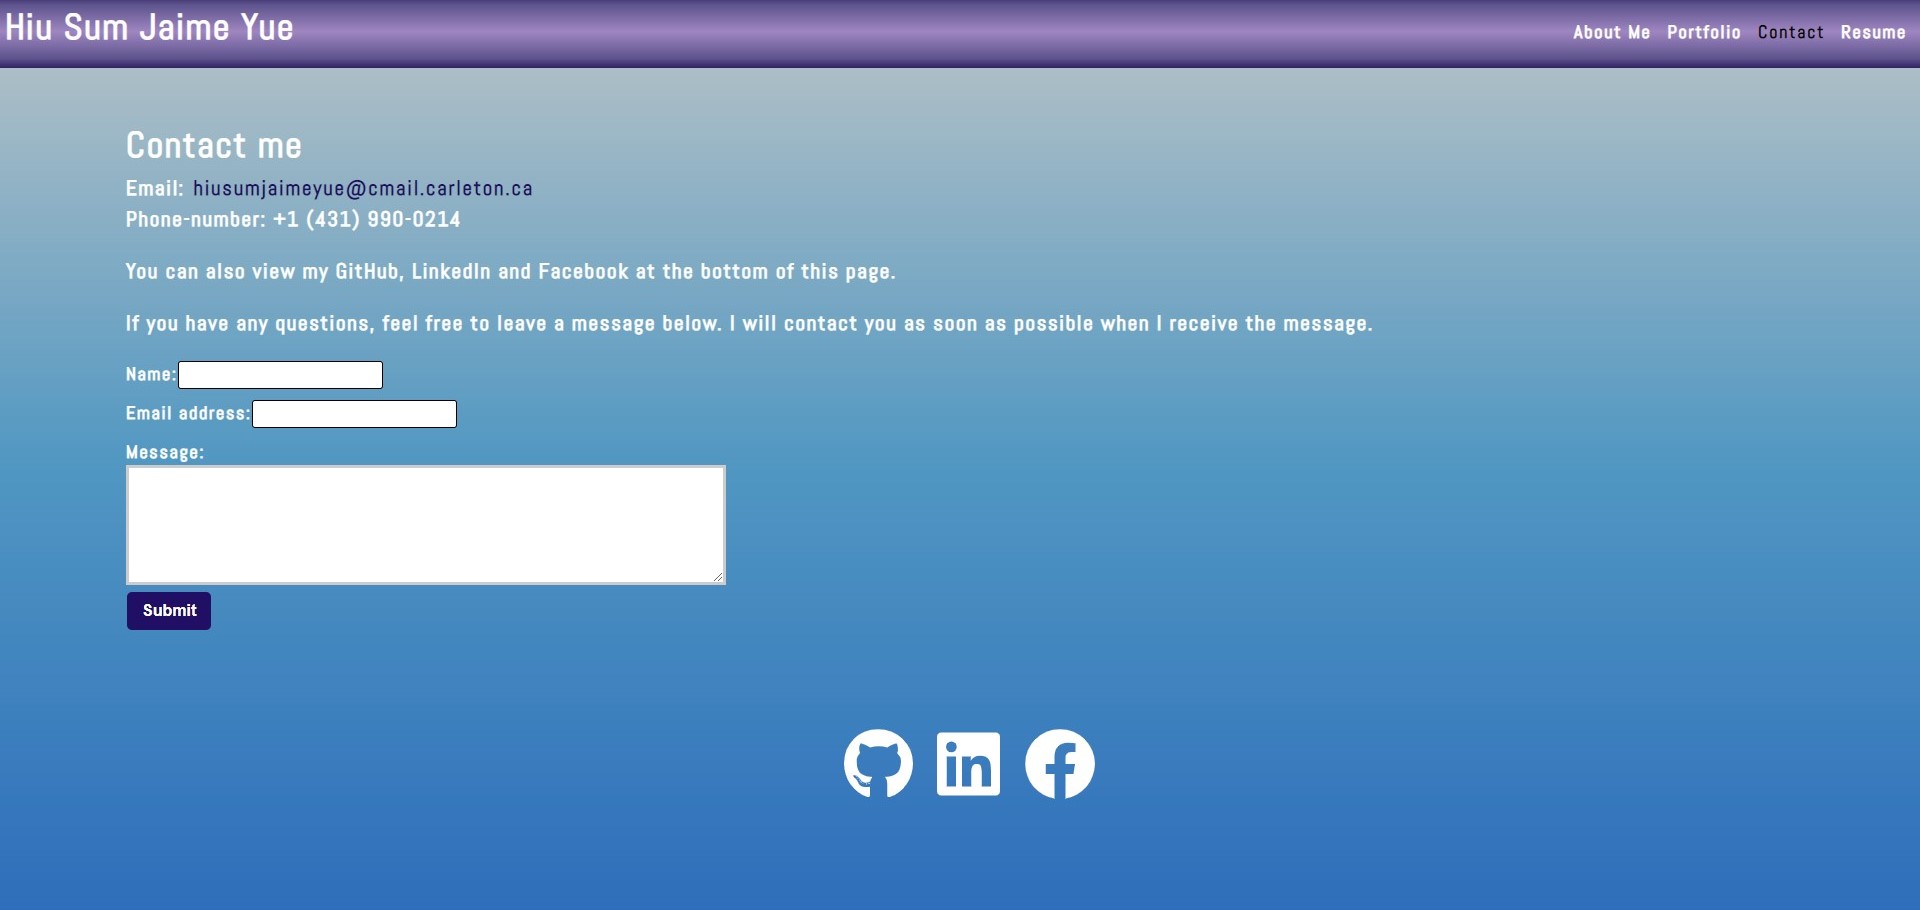 Hiu Sum Jaime Yue
About Me Portfolio Contact Resume
Contact me
Email: hiusumjaimeyue@cmail.carleton.ca
Phone-number: +1 (431) 990-0214
You can also view my GitHub, LinkedIn and Facebook at the bottom of this page.
If you have any questions, feel free to leave a message below. I will contact you as soon as possible when I receive the message.
Name:
Email address:
Message:
Submit
in
f